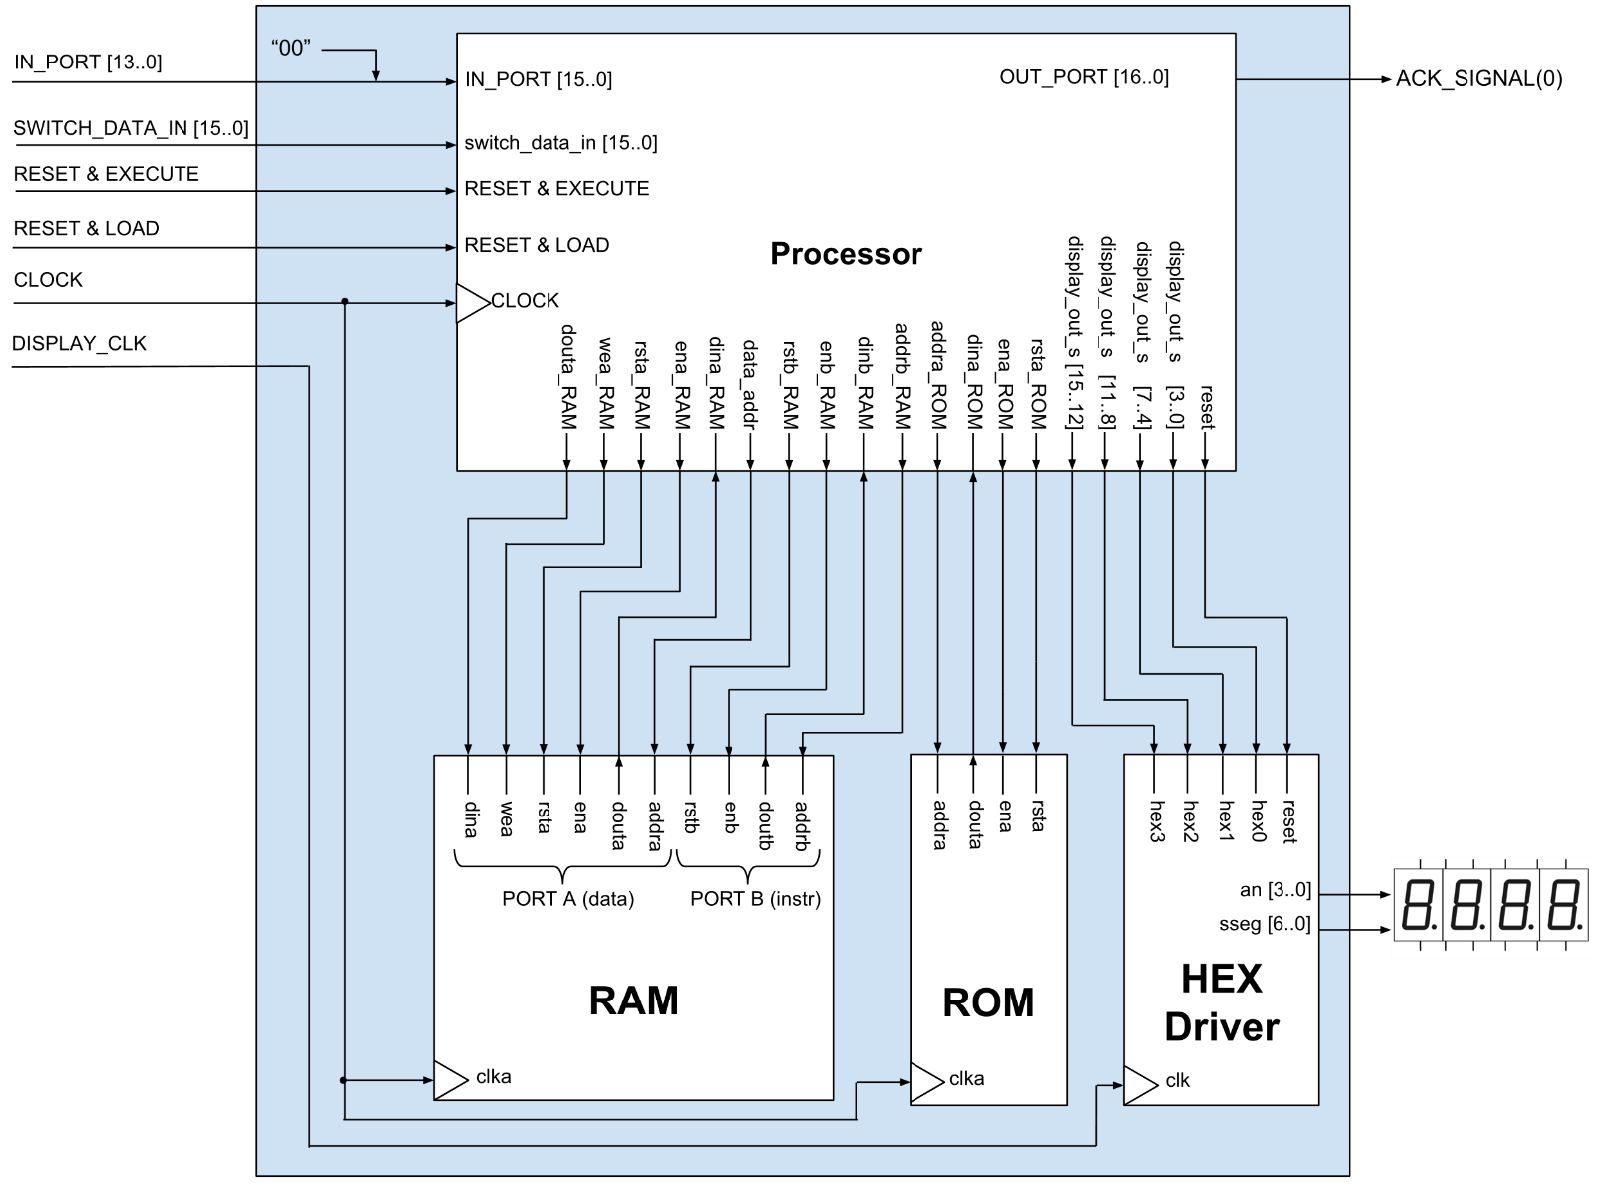 “00”
IN_PORT [13..0]
IN_PORT [15..0]
OUT_PORT [16..0]
ACK_SIGNAL(0)
SWITCH_DATA_IN [15..0]
switch_data_in [15..0]
RESET & EXECUTE
RESET & EXECUTE
RESET & LOAD
RESET & LOAD
Processor
CLOCK
CLOCK
DISPLAY_CLK
douta_RAM
wea_RAM
rsta_RAM
ena_RAM
dina_RAM
data_addr
rstb_RAM
enb_RAM
dinb_RAM
addrb_RAM
addra_ROM
dina_ROM
ena_ROM
rsta_ROM
display_out_s [15..12]
display_out_s [11..8]
display_out_s [7..4]
display_out_s [3..0]
reset
dina
wea
rsta
ena
douta
addra
rstb
enb
doutb
addrb
PORT A (data)
PORT B (instr)
RAM
clka
addra
douta
ena
rsta
ROM
clka
hex3
hex2
hex1
hex0
reset
an [3..0]
sseg [6..0]
HEX
Driver
clk
8.8.8.8.